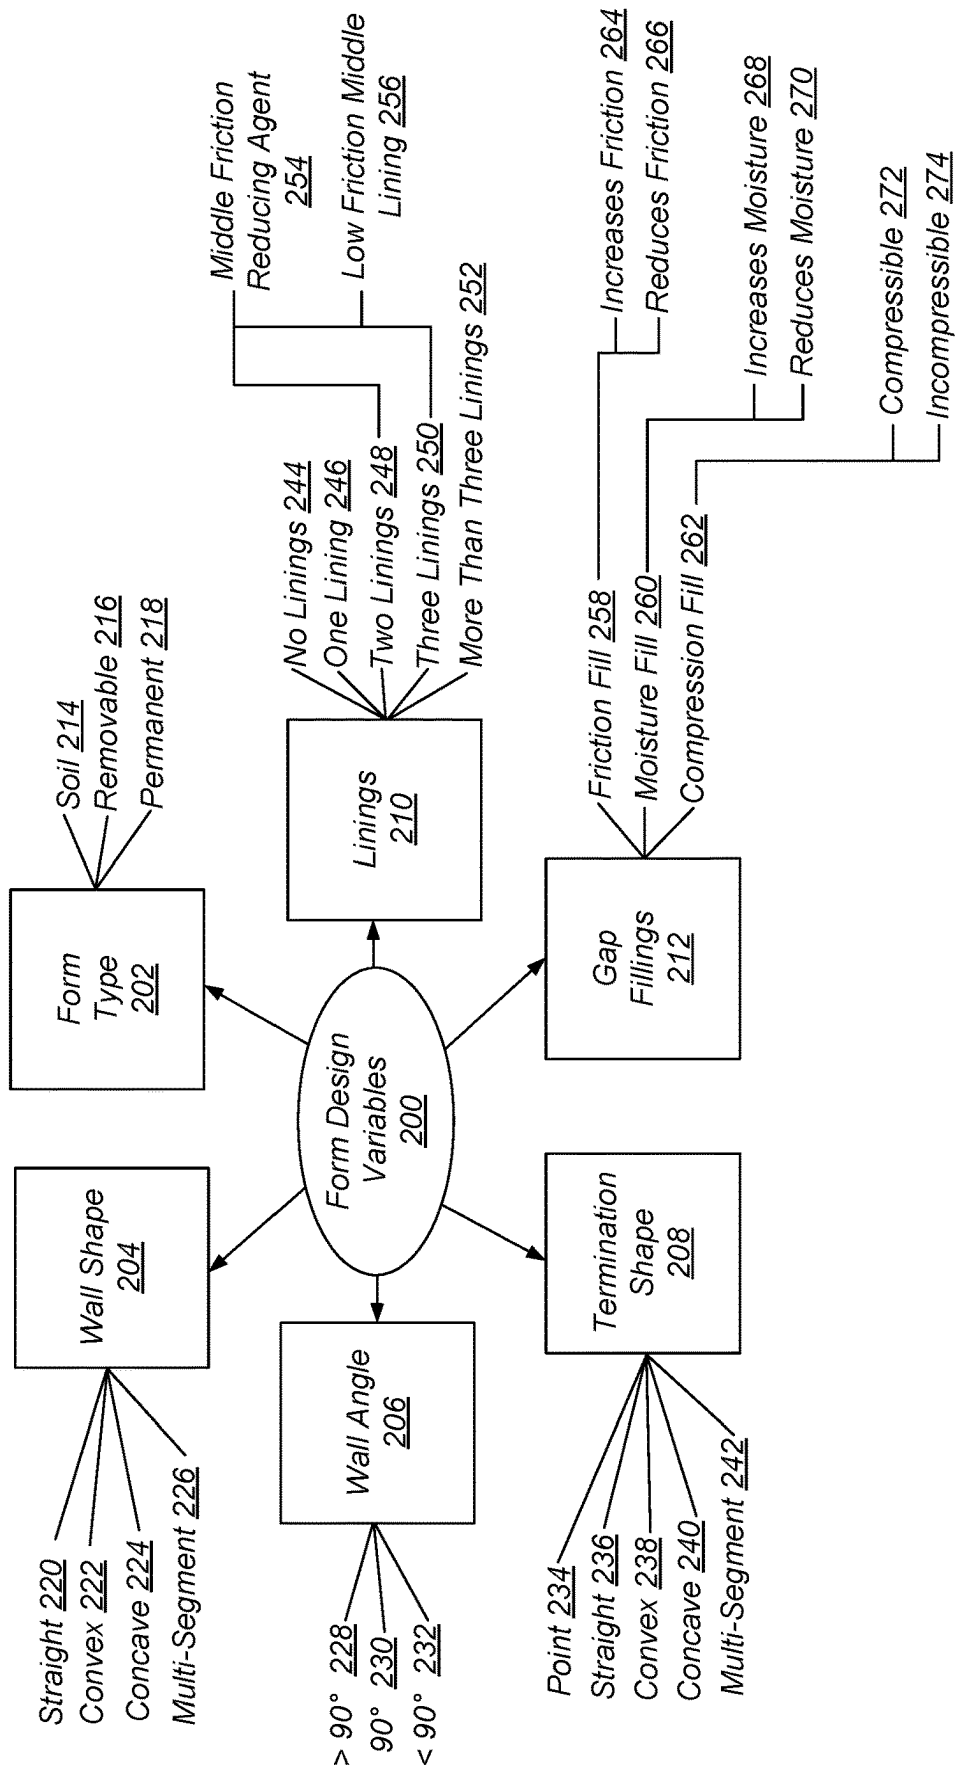 Form Design
Variables
200
Form
Type
202
Soil 214
Removable 216
Permanent 218
Wall Shape
204
Straight 220
Convex 222
Concave 224
Multi-Segment 226
Wall Angle
206
> 90° 228
90° 230
< 90° 232
Termination
Shape
208
Point 234
Straight 236
Convex 238
Concave 240
Multi-Segment 242
Linings
210
No Linings 244
One Lining 246
Two Linings 248
Three Linings 250
More Than Three Linings 252
Middle Friction
Reducing Agent
254
Low Friction Middle
Lining 256
Gap
Fillings
212
Friction Fill 258
Moisture Fill 260
Compression Fill 262
Increases Friction 264
Reduces Friction 266
Increases Moisture 268
Reduces Moisture 270
Compressible 272
Incompressible 274